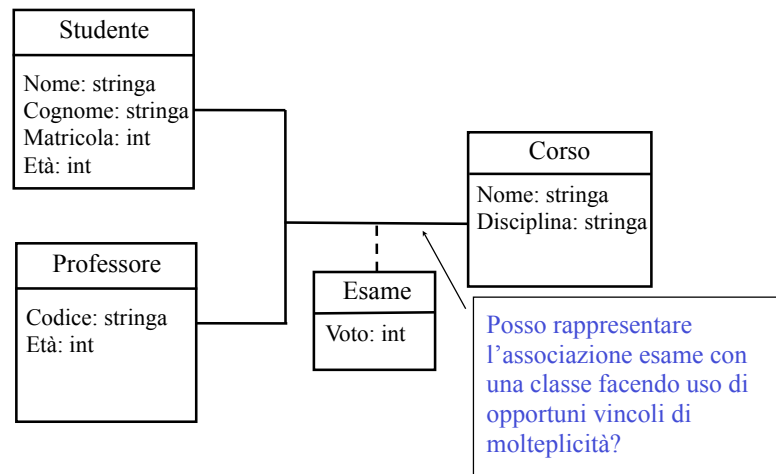 Studente
Nome: stringa
Cognome: stringa
Matricola: int
Età: int
Professore
Codice: stringa
Età: int
Esame
Voto: int
Corso
Nome: stringa
Disciplina: stringa
Posso rappresentare
l’associazione esame con
una classe facendo uso di
opportuni vincoli di
molteplicità?